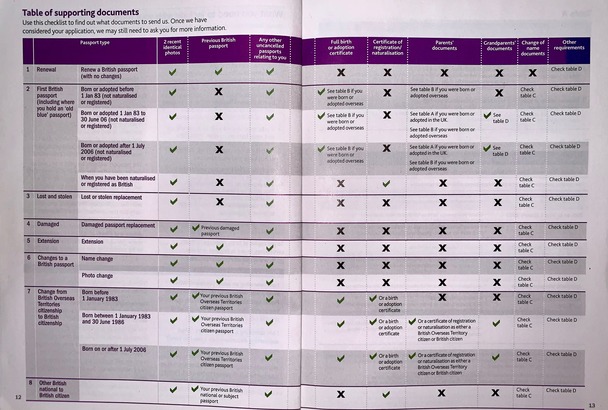 Table of supporting documents
Use this checklist to find out what documents to send us. Once we have
considered your application, we may still need to ask you for more information.
Passport type
2 recent identical photos
Previous British passport
Any other uncancelled passports relating to you
Full birth or adoption certificate
Certificate of registration/ naturalisation
Parents' documents
Grandparents' documents
Change of name documents
Other requirements
1 Renewal Renew a British passport (with no changes) ✓ ✓ ✓ X X X X X Check table D
2 First British passport (including where you hold an 'old blue' passport) Born or adopted before 1 Jan 83 (not naturalised or registered) ✓ X ✓ ✓ See table B if you were born or adopted overseas X See table B if you were born or adopted overseas X Check table C Check table D
Born or adopted 1 Jan 83 to 30 June 06 (not naturalised or registered) ✓ X ✓ ✓ See table B if you were born or adopted overseas X See table A if you were born or adopted in the UK. See table B if you were born or adopted overseas ✓ See table D Check table C Check table D
Born or adopted after 1 July 2006 (not naturalised or registered) ✓ X ✓ ✓ See table B if you were born or adopted overseas X See table A if you were born or adopted in the UK. See table B if you were born or adopted overseas ✓ See table D Check table C Check table D
When you have been naturalised or registered as British ✓ X ✓ X ✓ X X Check table C Check table D
3 Lost and stolen Lost or stolen replacement ✓ X ✓ X X X X Check table C Check table D
4 Damaged Damaged passport replacement ✓ ✓ Previous damaged passport ✓ X X X X Check table C Check table D
5 Extension Extension ✓ ✓ ✓ X X X X Check table C Check table D
6 Changes to a British passport Name change ✓ ✓ ✓ X X X X Check table C Check table D
Photo change ✓ ✓ ✓ X X X X Check table C Check table D
7 Change from British Overseas Territories citizenship to British citizenship Born before 1 January 1983 ✓ ✓ Your previous British Overseas Territories citizen passport ✓ ✓ ✓ Or a birth or adoption certificate X X Check table C Check table D
Born between 1 January 1983 and 30 June 1986 ✓ ✓ Your previous British Overseas Territories citizen passport ✓ ✓ ✓ Or a birth or adoption certificate ✓ Or a certificate of registration or naturalisation as either a British Overseas Territory citizen or British citizen ✓ Check table C Check table D
Born on or after 1 July 2006 ✓ ✓ Your previous British Overseas Territories citizen passport ✓ ✓ ✓ Or a birth or adoption certificate ✓ Or a certificate of registration or naturalisation as either a British Overseas Territory citizen or British citizen ✓ Check table C Check table D
8 Other British national to British citizen ✓ ✓ Your previous British national or subject passport ✓ X ✓ X X Check table C Check table D
12
13